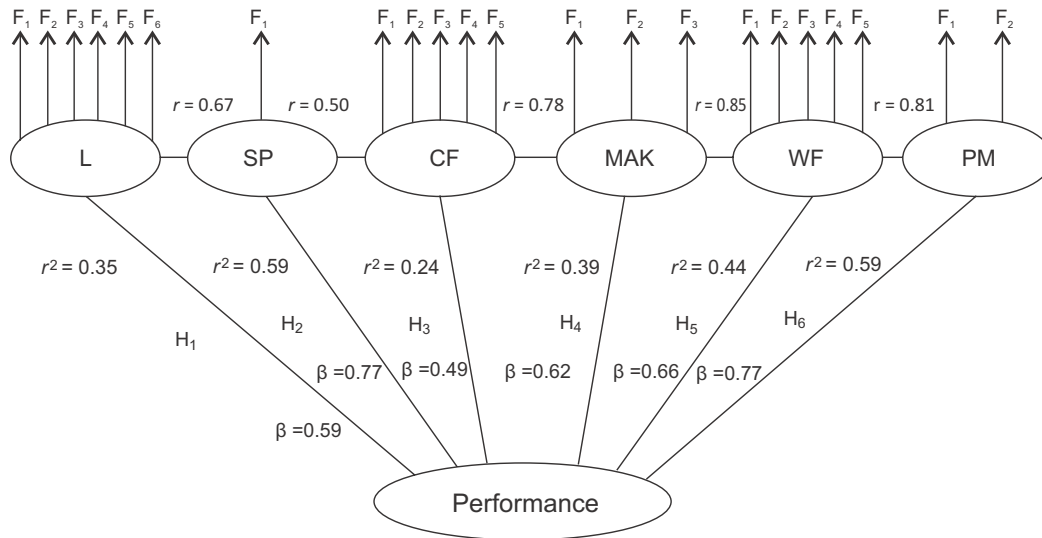 F₁ F₂ F₃ F₄ F₅ F₆ F₁ F₁ F₂ F₃ F₄ F₅ F₁ F₂ F₃ F₁ F₂ F₃ F₄ F₅ F₁ F₂
r = 0.67 r = 0.50 r = 0.78 r = 0.85 r = 0.81
L SP CF MAK WF PM
r² = 0.35 r² = 0.59 r² = 0.24 r² = 0.39 r² = 0.44 r² = 0.59
H₁ H₂ H₃ H₄ H₅ H₆
β =0.59 β =0.77 β =0.49 β =0.62 β =0.66 β =0.77
Performance